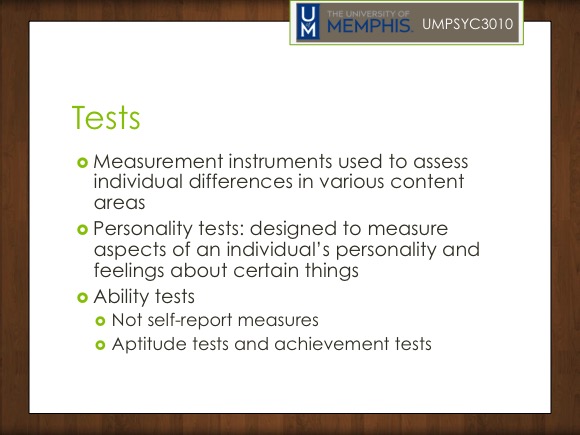 THE UNIVERSITY OF
MEMPHIS.
UM
UMPSYC3010
Tests
Measurement instruments used to assess
individual differences in various content
areas
Personality tests: designed to measure
aspects of an individual’s personality and
feelings about certain things
Ability tests
Not self-report measures
Aptitude tests and achievement tests